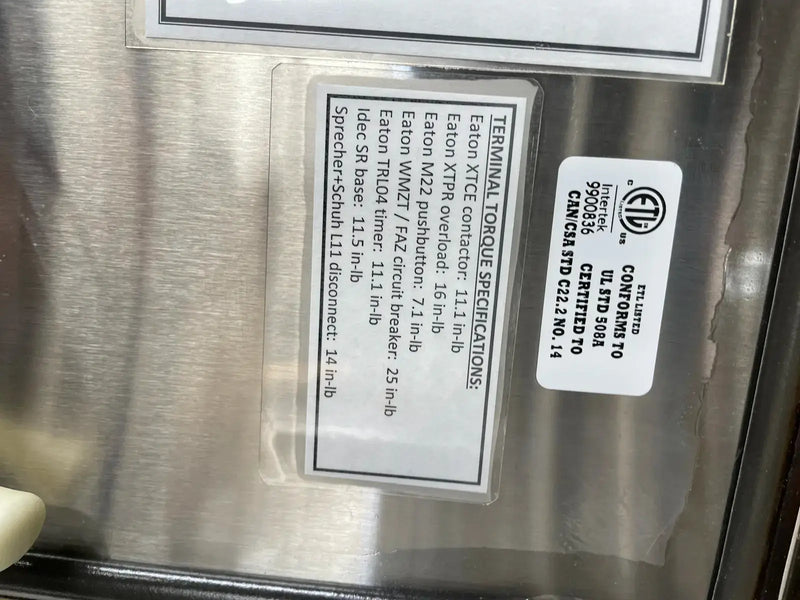 ETL LISTED
CONFORMS TO
UL STD 508A
CERTIFIED TO
CAN/CSA STD C22.2 NO. 14
c ETL us
Intertek
9900836
TERMINAL TORQUE SPECIFICATIONS:
Eaton XTCE contactor: 11.1 in-lb
Eaton XTPR overload: 16 in-lb
Eaton M22 pushbutton: 7.1 in-lb
Eaton WMZT / FAZ circuit breaker: 25 in-lb
Eaton TRL04 timer: 11.1 in-lb
Idec SR base: 11.5 in-lb
Sprecher+Schuh L11 disconnect: 14 in-lb